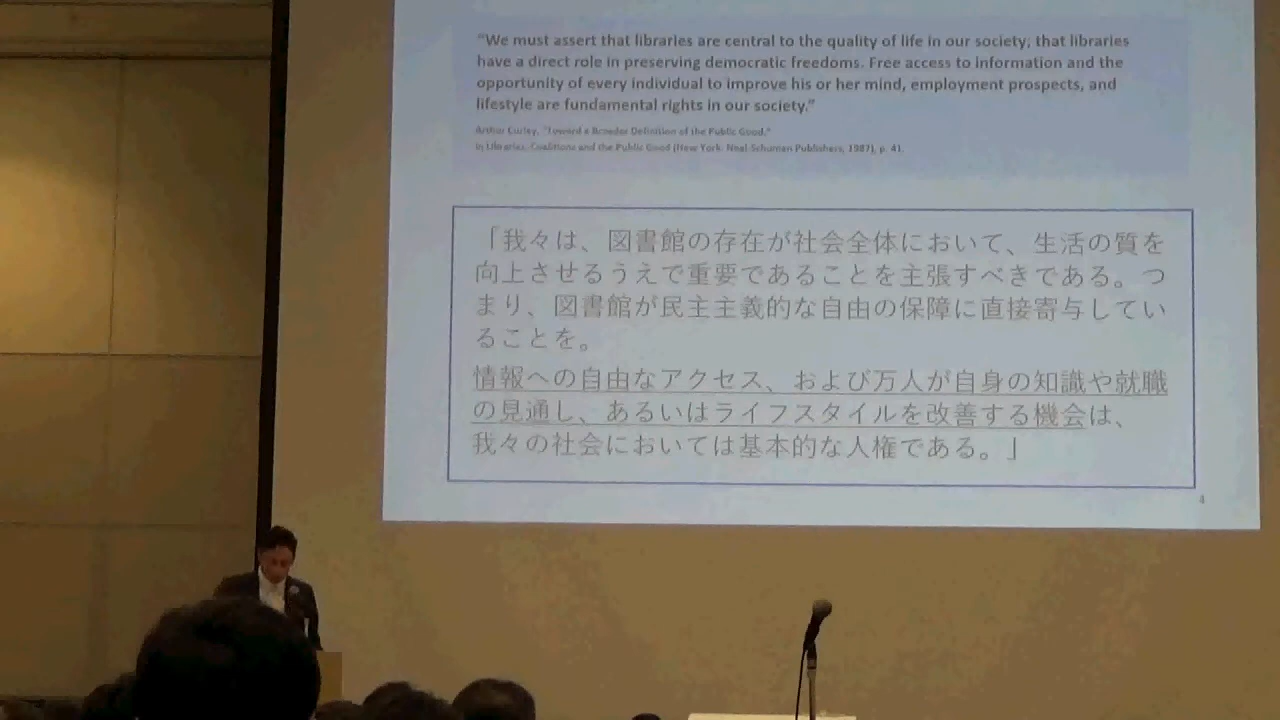 “We must assert that libraries are central to the quality of life in our society; that libraries
have a direct role in preserving democratic freedoms. Free access to information and the
opportunity of every individual to improve his or her mind, employment prospects, and
lifestyle are fundamental rights in our society.”
Arthur Curley, “Toward a Broader Definition of the Public Good,”
in Libraries, Coalitions and the Public Good (New York: Neal-Schuman Publishers, 1987), p. 41.
「我々は、図書館の存在が社会全体において、生活の質を
向上させるうえで重要であることを主張すべきである。つ
まり、図書館が民主主義的な自由の保障に直接寄与してい
ることを。
情報への自由なアクセス、および万人が自身の知識や就職
の見通し、あるいはライフスタイルを改善する機会は、
我々の社会においては基本的な人権である。」
4